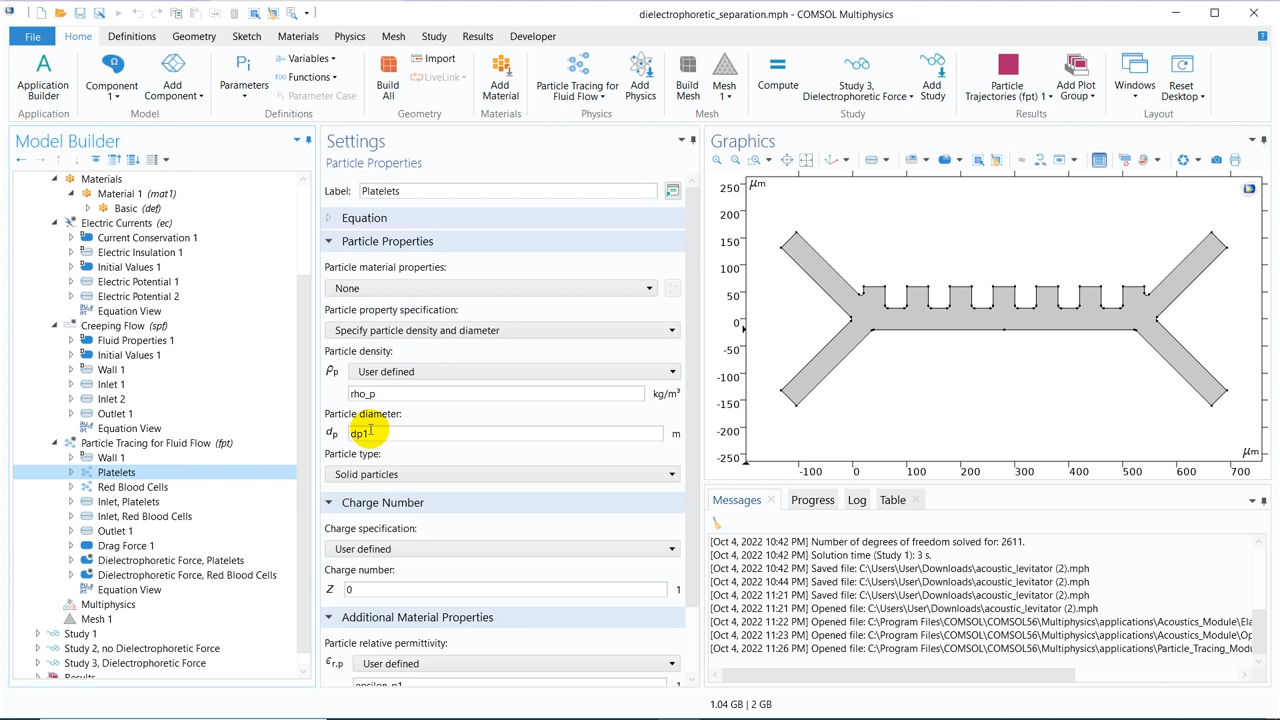 dielectrophoretic_separation.mph - COMSOL Multiphysics
File Home Definitions Geometry Sketch Materials Physics Mesh Study Results Developer
Application Builder
Component 1
Add Component
Pi
Parameters
a= Variables
f(x) Functions
Parameter Case
Build All
Import
LiveLink
Add Material
Particle Tracing for Fluid Flow
Add Physics
Build Mesh
Mesh 1
Compute
Study 3, Dielectrophoretic Force
Add Study
Particle Trajectories (fpt) 1
Add Plot Group
Windows
Reset Desktop
Application Model Definitions Geometry Materials Physics Mesh Study Results Layout
Model Builder
Materials
Material 1 (mat1)
Basic (def)
Electric Currents (ec)
Current Conservation 1
Electric Insulation 1
Initial Values 1
Electric Potential 1
Electric Potential 2
Equation View
Creeping Flow (spf)
Fluid Properties 1
Initial Values 1
Wall 1
Inlet 1
Inlet 2
Outlet 1
Equation View
Particle Tracing for Fluid Flow (fpt)
Wall 1
Platelets
Red Blood Cells
Inlet, Platelets
Inlet, Red Blood Cells
Outlet 1
Drag Force 1
Dielectrophoretic Force, Platelets
Dielectrophoretic Force, Red Blood Cells
Equation View
Multiphysics
Mesh 1
Study 1
Study 2, no Dielectrophoretic Force
Study 3, Dielectrophoretic Force
Results
Settings
Particle Properties
Label: Platelets
Equation
Particle Properties
Particle material properties:
None
Particle property specification:
Specify particle density and diameter
Particle density:
ρp User defined
rho_p kg/m³
Particle diameter:
dp dp1 m
Particle type:
Solid particles
Charge Number
Charge specification:
User defined
Charge number:
Z 0 1
Additional Material Properties
Particle relative permittivity:
εr,p User defined
epsilon_p1 1
Graphics
µm
250
200
150
100
50
0
-50
-100
-150
-200
-250
-100 0 100 200 300 400 500 600 700
µm
Messages Progress Log Table
[Oct 4, 2022 10:42 PM] Number of degrees of freedom solved for: 2611.
[Oct 4, 2022 10:42 PM] Solution time (Study 1): 3 s.
[Oct 4, 2022 10:42 PM] Saved file: C:\Users\User\Downloads\acoustic_levitator (2).mph
[Oct 4, 2022 10:44 PM] Saved file: C:\Users\User\Downloads\acoustic_levitator (2).mph
[Oct 4, 2022 11:21 PM] Saved file: C:\Users\User\Downloads\acoustic_levitator (2).mph
[Oct 4, 2022 11:21 PM] Opened file: C:\Users\User\Downloads\acoustic_levitator (2).mph
[Oct 4, 2022 11:22 PM] Opened file: C:\Program Files\COMSOL\COMSOL56\Multiphysics\applications\Acoustics_Module\Ela
[Oct 4, 2022 11:23 PM] Opened file: C:\Program Files\COMSOL\COMSOL56\Multiphysics\applications\Acoustics_Module\Op
[Oct 4, 2022 11:26 PM] Opened file: C:\Program Files\COMSOL\COMSOL56\Multiphysics\applications\Particle_Tracing_Modu
1.04 GB | 2 GB